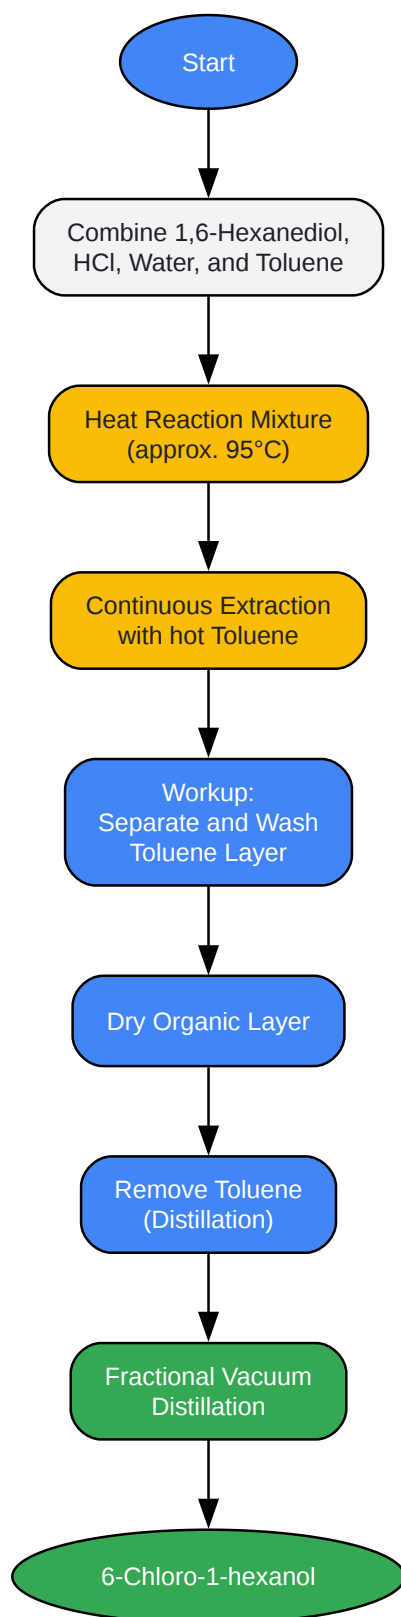 Start
Combine 1,6-Hexanediol,
HCl, Water, and Toluene
Heat Reaction Mixture
(approx. 95°C)
Continuous Extraction
with hot Toluene
Workup:
Separate and Wash
Toluene Layer
Dry Organic Layer
Remove Toluene
(Distillation)
Fractional Vacuum
Distillation
6-Chloro-1-hexanol